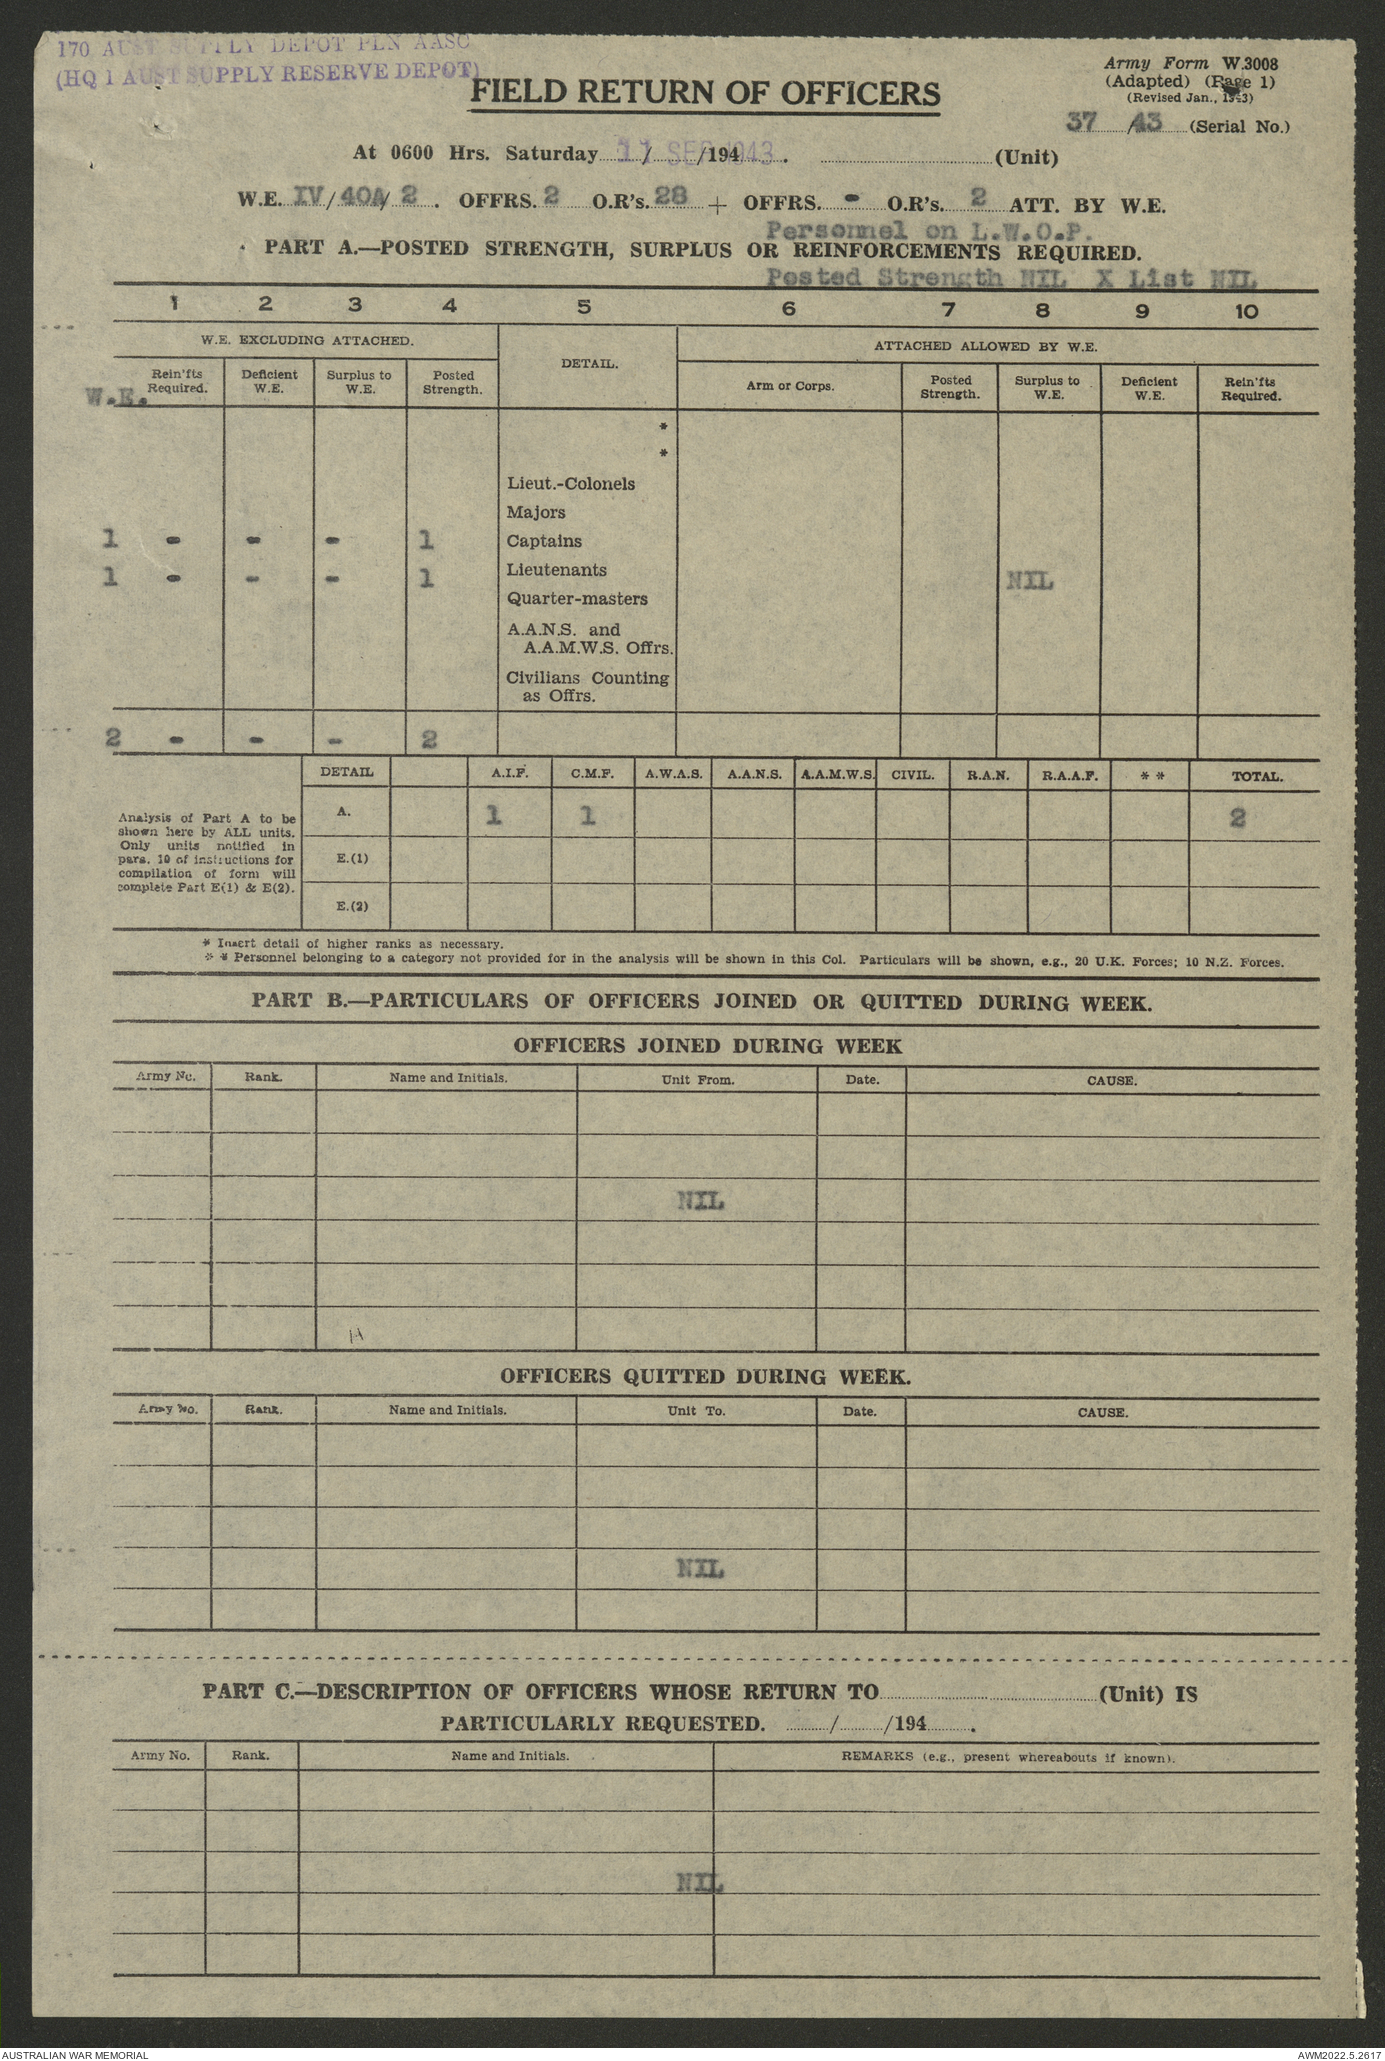 170 AUST SUPPLY DEPOT PLN AASC
(HQ 1 AUST SUPPLY RESERVE DEPOT)
FIELD RETURN OF OFFICERS
Army Form W.3008
(Adapted) (Page 1)
(Revised Jan., 1943)
37 / 43 (Serial No.)
At 0600 Hrs. Saturday 11 / SEP /194 1943 . (Unit)
W.E. IV / 40A / 2 . OFFRS. 2 O.R's. 28 + OFFRS. - O.R's. 2 ATT. BY W.E.
Personnel on L.W.O.P.
PART A.—POSTED STRENGTH, SURPLUS OR REINFORCEMENTS REQUIRED.
Posted Strength NIL X List NIL
1 2 3 4 5 6 7 8 9 10
W.E. EXCLUDING ATTACHED. DETAIL. ATTACHED ALLOWED BY W.E.
W.E. Rein'fts Required. Deficient W.E. Surplus to W.E. Posted Strength. Arm or Corps. Posted Strength. Surplus to W.E. Deficient W.E. Rein'fts Required.
*
*
Lieut.-Colonels
Majors
1 - - - 1 Captains
1 - - - 1 Lieutenants NIL
Quarter-masters
A.A.N.S. and
A.A.M.W.S. Offrs.
Civilians Counting
as Offrs.
2 - - - 2
DETAIL A.I.F. C.M.F. A.W.A.S. A.A.N.S. A.A.M.W.S. CIVIL. R.A.N. R.A.A.F. * * TOTAL.
A. 1 1 2
Analysis of Part A to be
shown here by ALL units.
Only units notified in
para. 10 of instructions for
compilation of form will
complete Part E(1) & E(2).
E.(1)
E.(2)
* Insert detail of higher ranks as necessary.
* * Personnel belonging to a category not provided for in the analysis will be shown in this Col. Particulars will be shown, e.g., 20 U.K. Forces; 10 N.Z. Forces.
PART B.—PARTICULARS OF OFFICERS JOINED OR QUITTED DURING WEEK.
OFFICERS JOINED DURING WEEK
Army No. Rank. Name and Initials. Unit From. Date. CAUSE.
NIL
OFFICERS QUITTED DURING WEEK.
Army No. Rank. Name and Initials. Unit To. Date. CAUSE.
NIL
PART C.—DESCRIPTION OF OFFICERS WHOSE RETURN TO (Unit) IS
PARTICULARLY REQUESTED. / /194 .
Army No. Rank. Name and Initials. REMARKS (e.g., present whereabouts if known).
NIL
AUSTRALIAN WAR MEMORIAL
AWM2022.5.2617